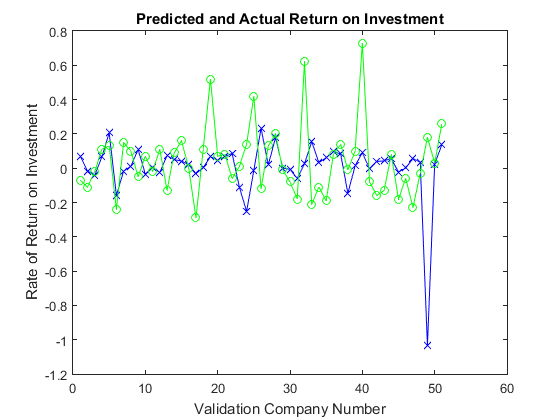 Predicted and Actual Return on Investment
Rate of Return on Investment
0.8
0.6
0.4
0.2
0
-0.2
-0.4
-0.6
-0.8
-1
-1.2
0 10 20 30 40 50 60
Validation Company Number